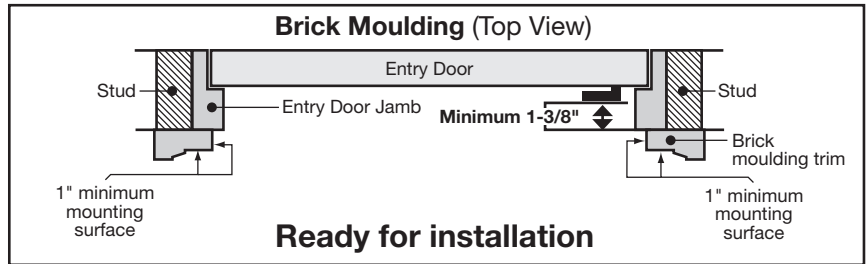 Brick Moulding (Top View)
Entry Door
Stud
Entry Door Jamb
Minimum 1-3/8"
Stud
Brick
moulding trim
1" minimum
mounting
surface
1" minimum
mounting
surface
Ready for installation